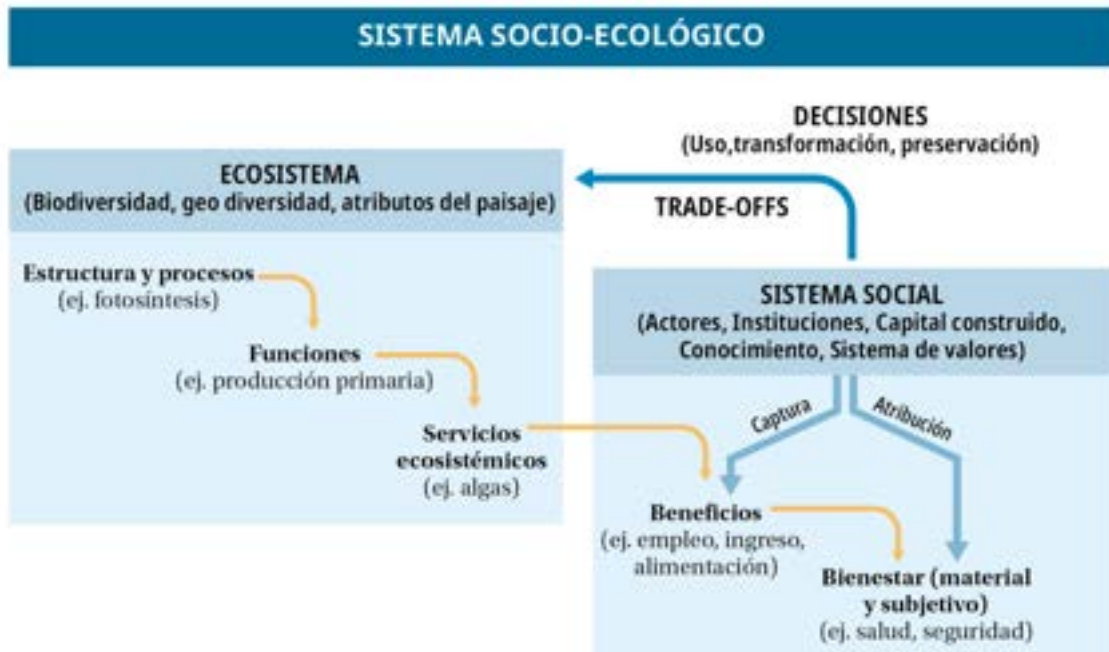 SISTEMA SOCIO-ECOLÓGICO
DECISIONES
(Uso,transformación, preservación)
TRADE-OFFS
ECOSISTEMA
(Biodiversidad, geo diversidad, atributos del paisaje)
Estructura y procesos
(ej. fotosíntesis)
Funciones
(ej. producción primaria)
Servicios
ecosistémicos
(ej. algas)
SISTEMA SOCIAL
(Actores, Instituciones, Capital construido,
Conocimiento, Sistema de valores)
Captura
Atribución
Beneficios
(ej. empleo, ingreso,
alimentación)
Bienestar (material
y subjetivo)
(ej. salud, seguridad)